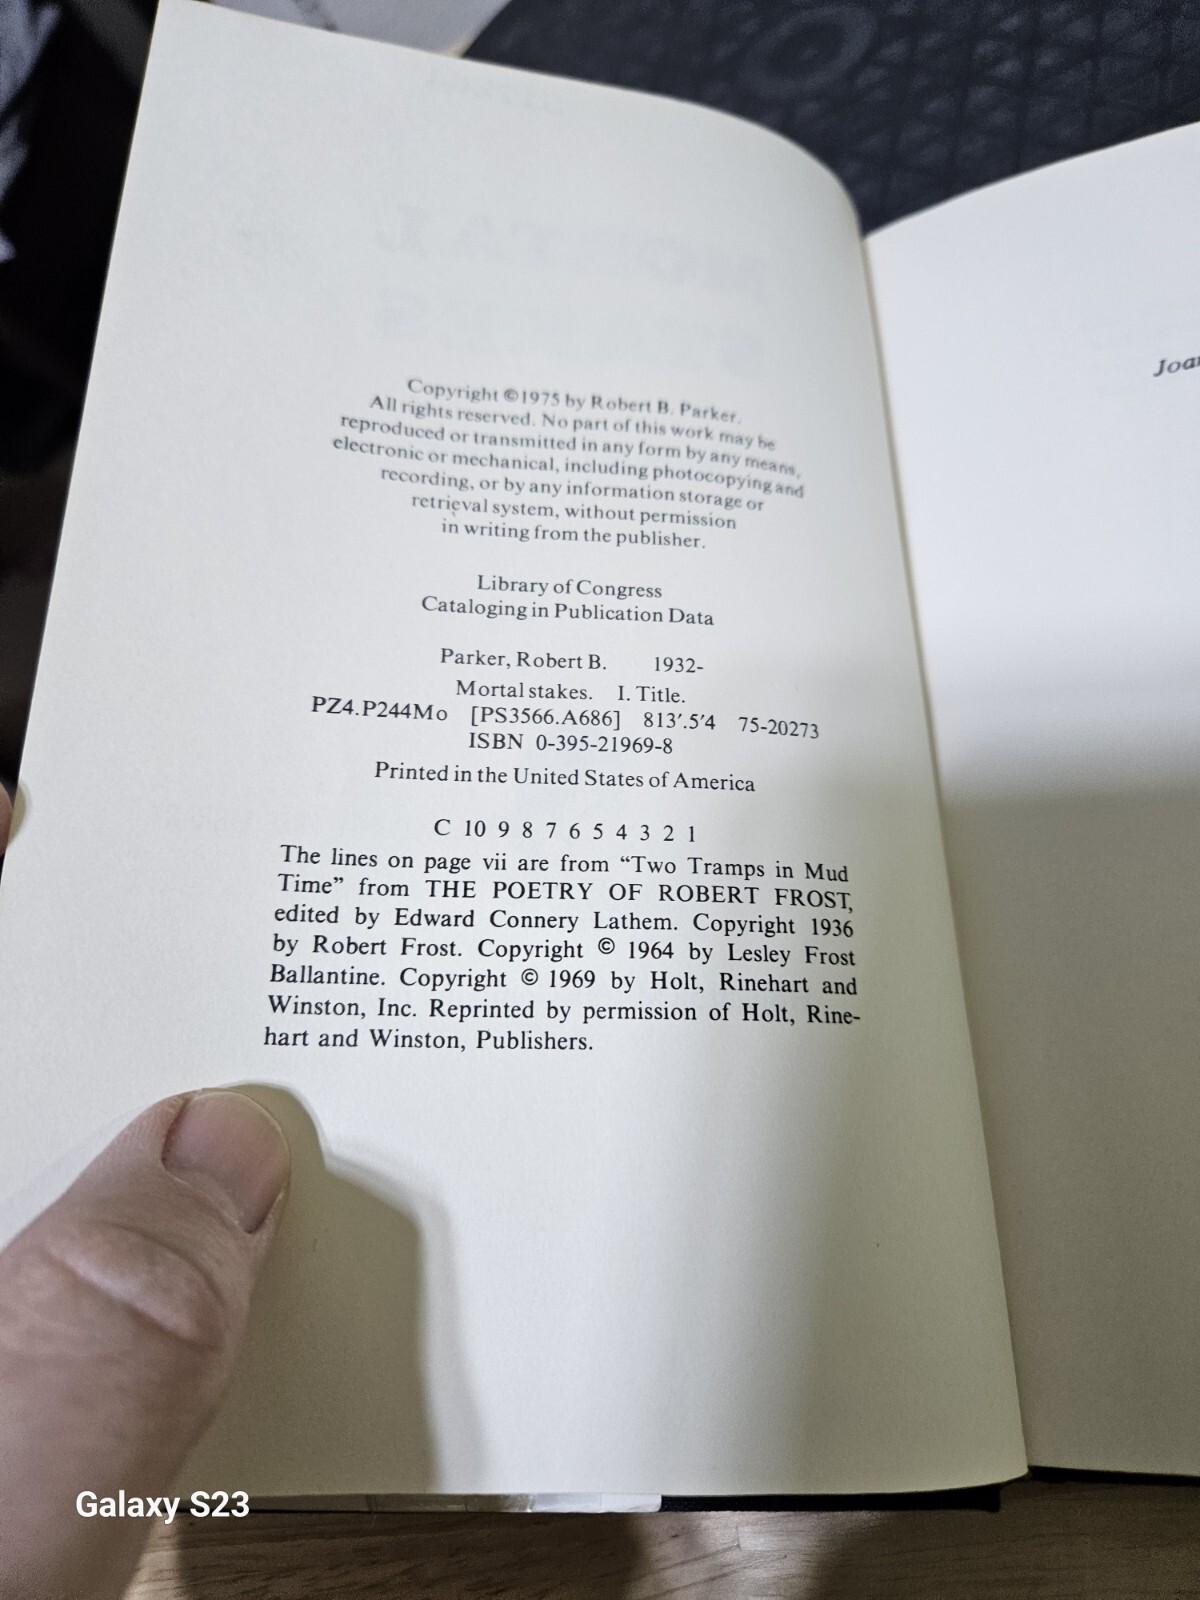 Copyright ©1975 by Robert B. Parker.
All rights reserved. No part of this work may be
reproduced or transmitted in any form by any means,
electronic or mechanical, including photocopying and
recording, or by any information storage or
retrieval system, without permission
in writing from the publisher.
Library of Congress
Cataloging in Publication Data
Parker, Robert B. 1932-
Mortal stakes. I. Title.
PZ4.P244Mo [PS3566.A686] 813'.5'4 75-20273
ISBN 0-395-21969-8
Printed in the United States of America
C 10 9 8 7 6 5 4 3 2 1
The lines on page vii are from “Two Tramps in Mud
Time” from THE POETRY OF ROBERT FROST,
edited by Edward Connery Lathem. Copyright 1936
by Robert Frost. Copyright © 1964 by Lesley Frost
Ballantine. Copyright © 1969 by Holt, Rinehart and
Winston, Inc. Reprinted by permission of Holt, Rine-
hart and Winston, Publishers.
Galaxy S23